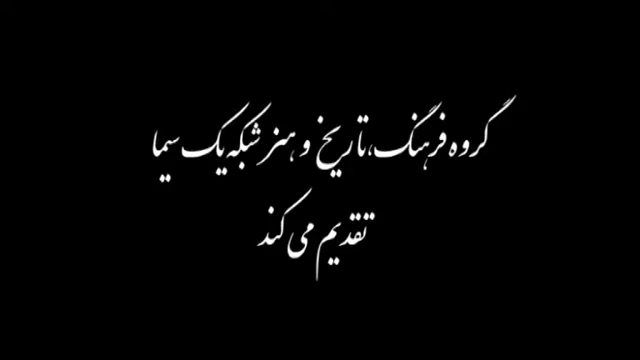 گروه فرهنگ، تاریخ و هنر شبکه یک سیما
تقدیم می کند